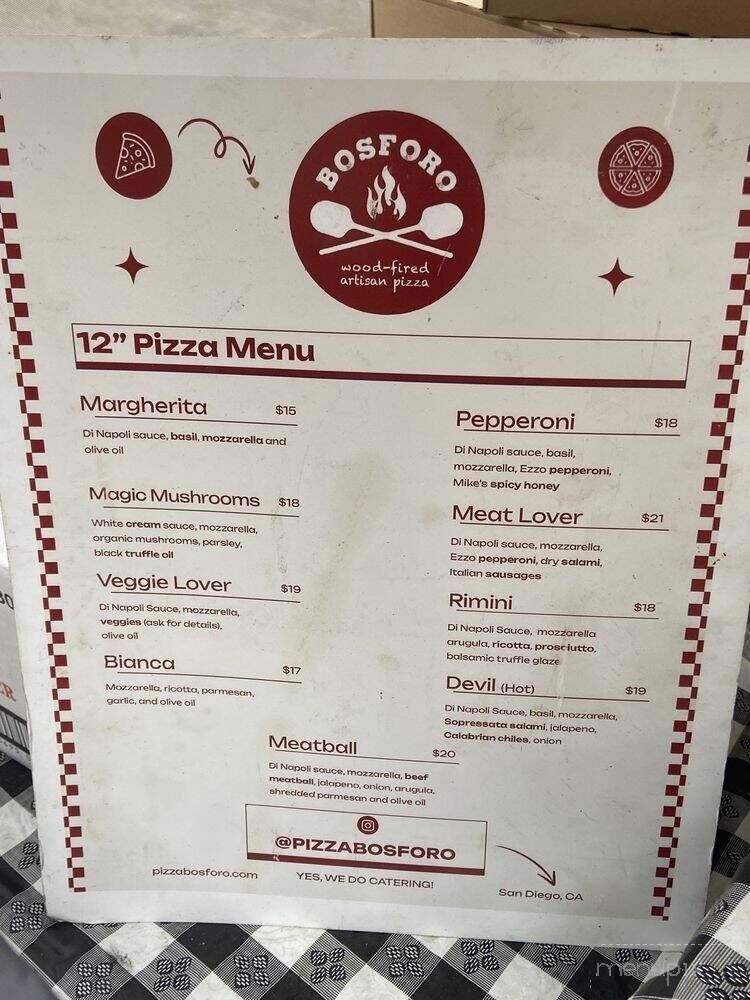 BOSFORO
wood-fired
artisan pizza
12” Pizza Menu
Margherita $15
Di Napoli sauce, basil, mozzarella and
olive oil
Magic Mushrooms $18
White cream sauce, mozzarella,
organic mushrooms, parsley,
black truffle oil
Veggie Lover $19
Di Napoli Sauce, mozzarella,
veggies (ask for details),
olive oil
Bianca $17
Mozzarella, ricotta, parmesan,
garlic, and olive oil
Pepperoni $18
Di Napoli sauce, basil,
mozzarella, Ezzo pepperoni,
Mike's spicy honey
Meat Lover $21
Di Napoli sauce, mozzarella,
Ezzo pepperoni, dry salami,
Italian sausages
Rimini $18
Di Napoli Sauce, mozzarella
arugula, ricotta, prosciutto,
balsamic truffle glaze
Devil (Hot) $19
Di Napoli Sauce, basil, mozzarella,
Sopressata salami, jalapeno,
Calabrian chiles, onion
Meatball $20
Di Napoli sauce, mozzarella, beef
meatball, jalapeno, onion, arugula,
shredded parmesan and olive oil
@PIZZABOSFORO
pizzabosforo.com
YES, WE DO CATERING!
San Diego, CA